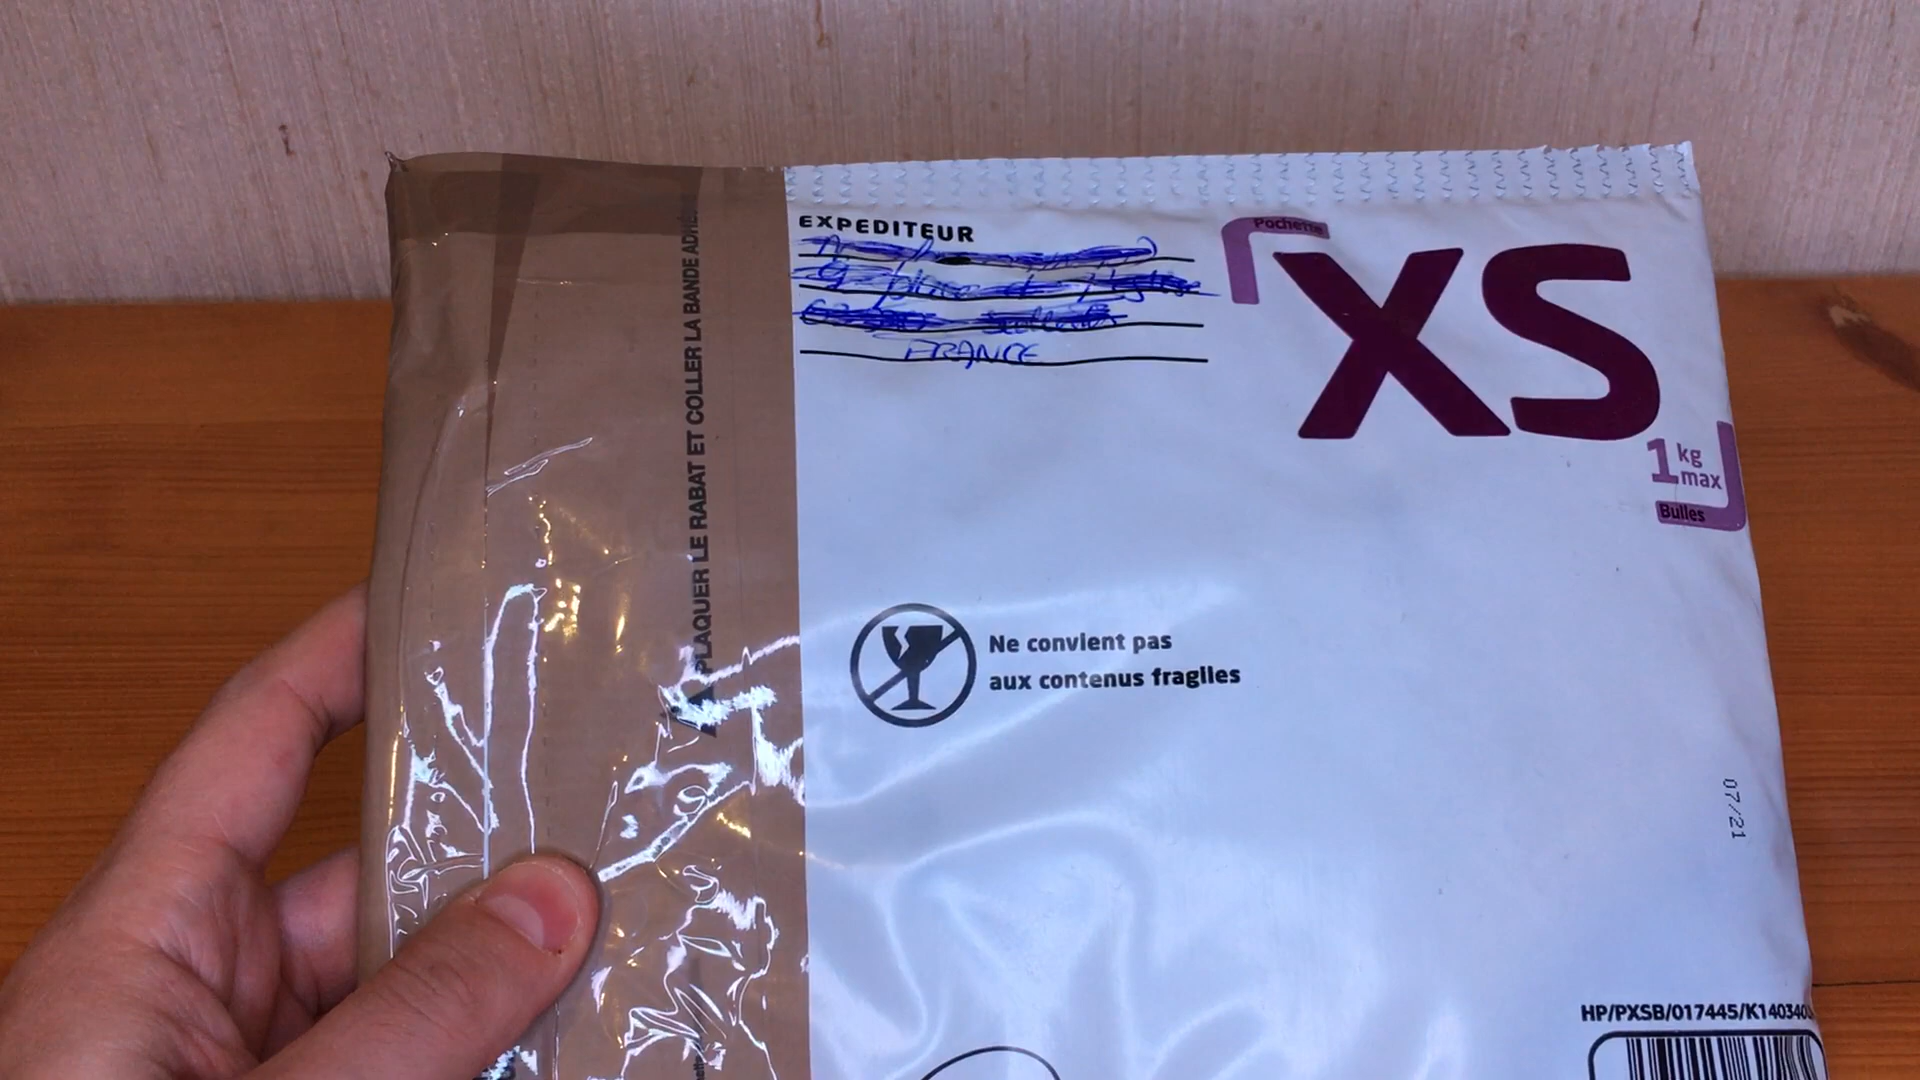 EXPEDITEUR
FRANCE
Pochette
XS
1 kg max
Bulles
PLAQUER LE RABAT ET COLLER LA BANDE
Ne convient pas
aux contenus fragiles
07/21
HP/PXSB/017445/K140340